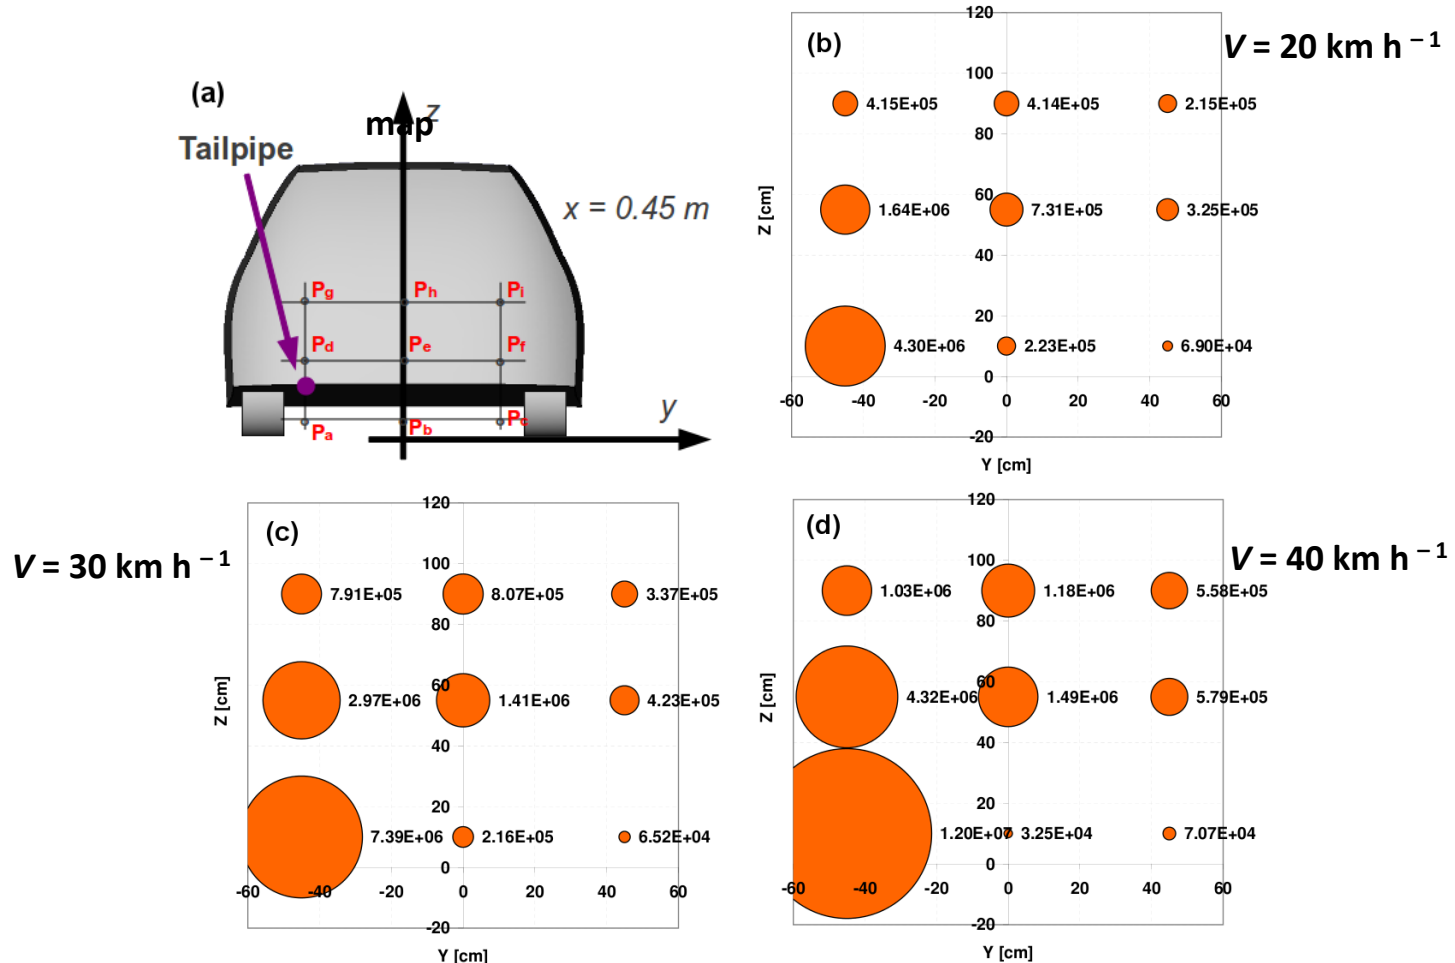 (a)
z
map
Tailpipe
x = 0.45 m
Pg
Ph
Pi
Pd
Pe
Pf
y
Pa
Pb
Pc
(b)
V = 20 km h – 1
120
100
4.15E+05
4.14E+05
2.15E+05
80
60
1.64E+06
7.31E+05
3.25E+05
Z [cm]
40
20
4.30E+06
2.23E+05
6.90E+04
0
-60
-40
-20
0
20
40
60
-20
Y [cm]
(c)
V = 30 km h – 1
120
100
7.91E+05
8.07E+05
3.37E+05
80
60
2.97E+06
1.41E+06
4.23E+05
Z [cm]
40
20
7.39E+06
2.16E+05
6.52E+04
0
-60
-40
-20
0
20
40
60
-20
Y [cm]
(d)
V = 40 km h – 1
120
100
1.03E+06
1.18E+06
5.58E+05
80
60
4.32E+06
1.49E+06
5.79E+05
Z [cm]
40
20
1.20E+07
3.25E+04
7.07E+04
0
-60
-40
-20
0
20
40
60
-20
Y [cm]